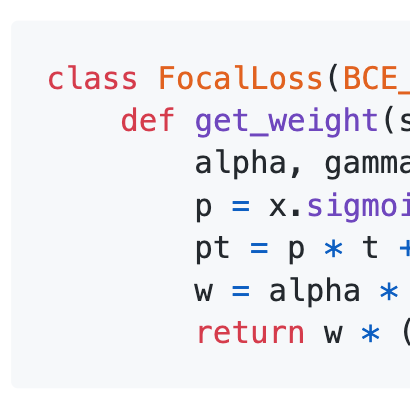 class FocalLoss(BCE_
def get_weight(s
alpha, gamma
p = x.sigmoi
pt = p * t +
w = alpha *
return w * (